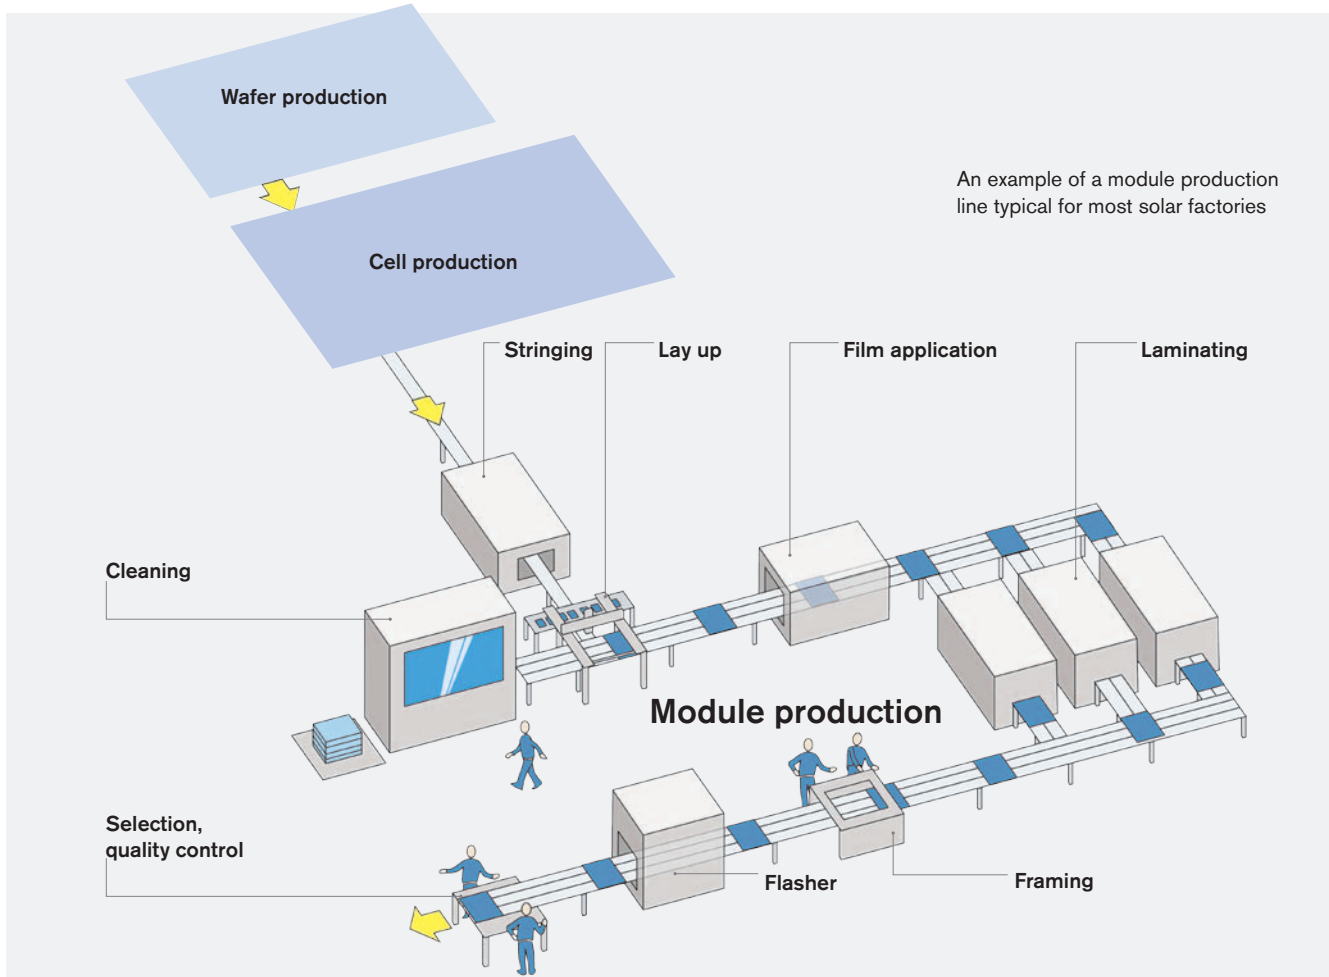 Wafer production
An example of a module production
line typical for most solar factories
Cell production
Stringing
Lay up
Film application
Laminating
Cleaning
Module production
Selection,
quality control
Flasher
Framing